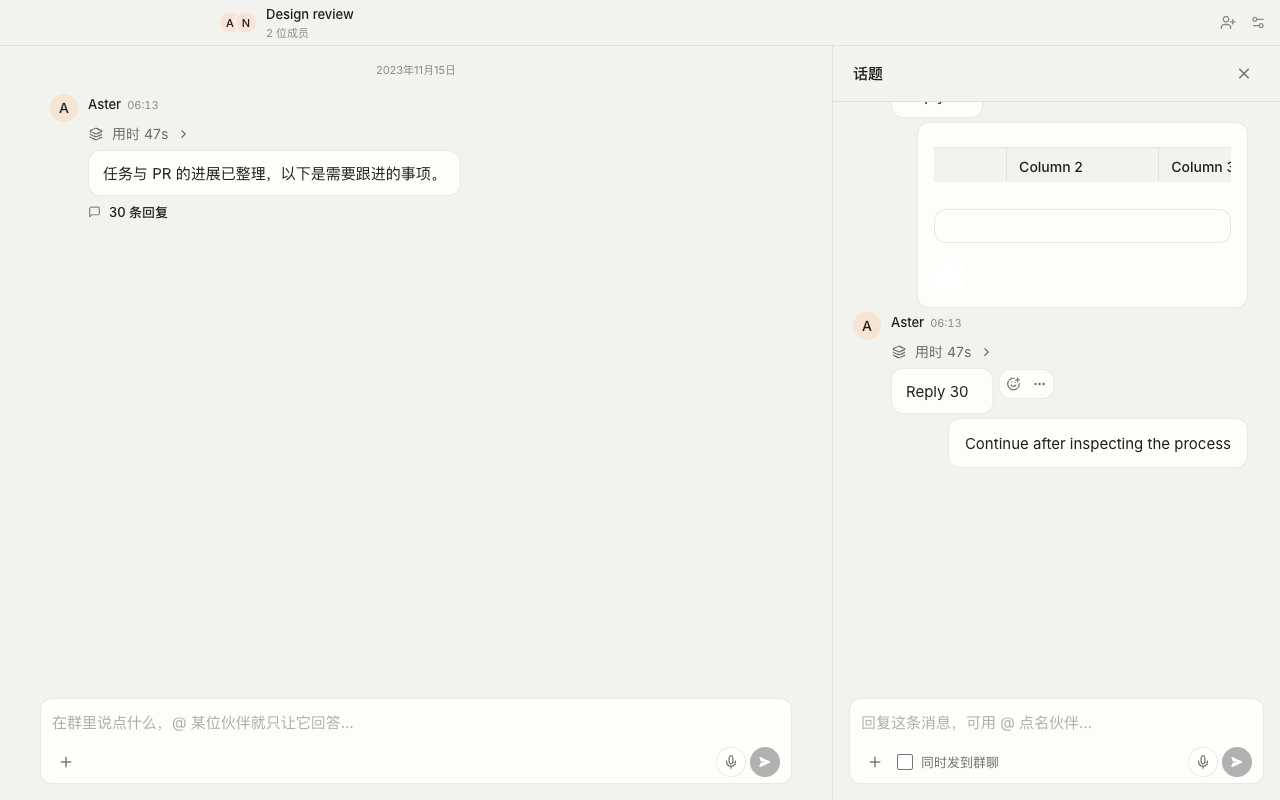 A N
Design review
2 位成员
2023年11月15日
A
Aster 06:13
用时 47s
任务与 PR 的进展已整理，以下是需要跟进的事项。
30 条回复
在群里说点什么，@ 某位伙伴就只让它回答...
话题
Column 2
Column 3
A
Aster 06:13
用时 47s
Reply 30
Continue after inspecting the process
回复这条消息，可用 @ 点名伙伴...
同时发到群聊